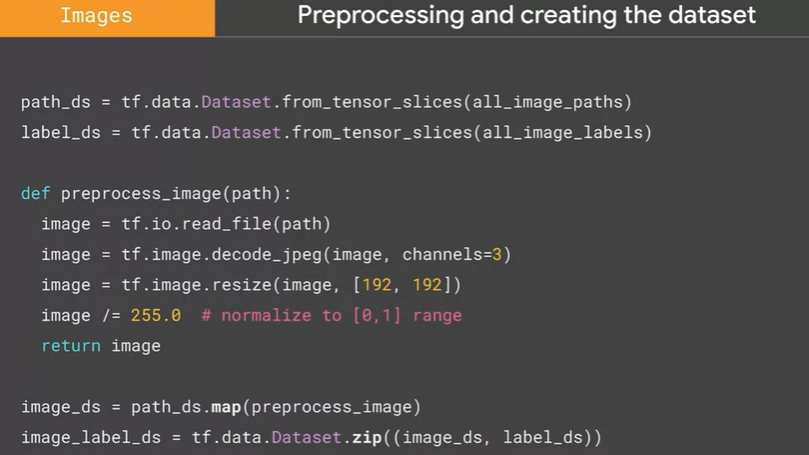 Images
Preprocessing and creating the dataset
path_ds = tf.data.Dataset.from_tensor_slices(all_image_paths)
label_ds = tf.data.Dataset.from_tensor_slices(all_image_labels)
def preprocess_image(path):
  image = tf.io.read_file(path)
  image = tf.image.decode_jpeg(image, channels=3)
  image = tf.image.resize(image, [192, 192])
  image /= 255.0  # normalize to [0,1] range
  return image
image_ds = path_ds.map(preprocess_image)
image_label_ds = tf.data.Dataset.zip((image_ds, label_ds))